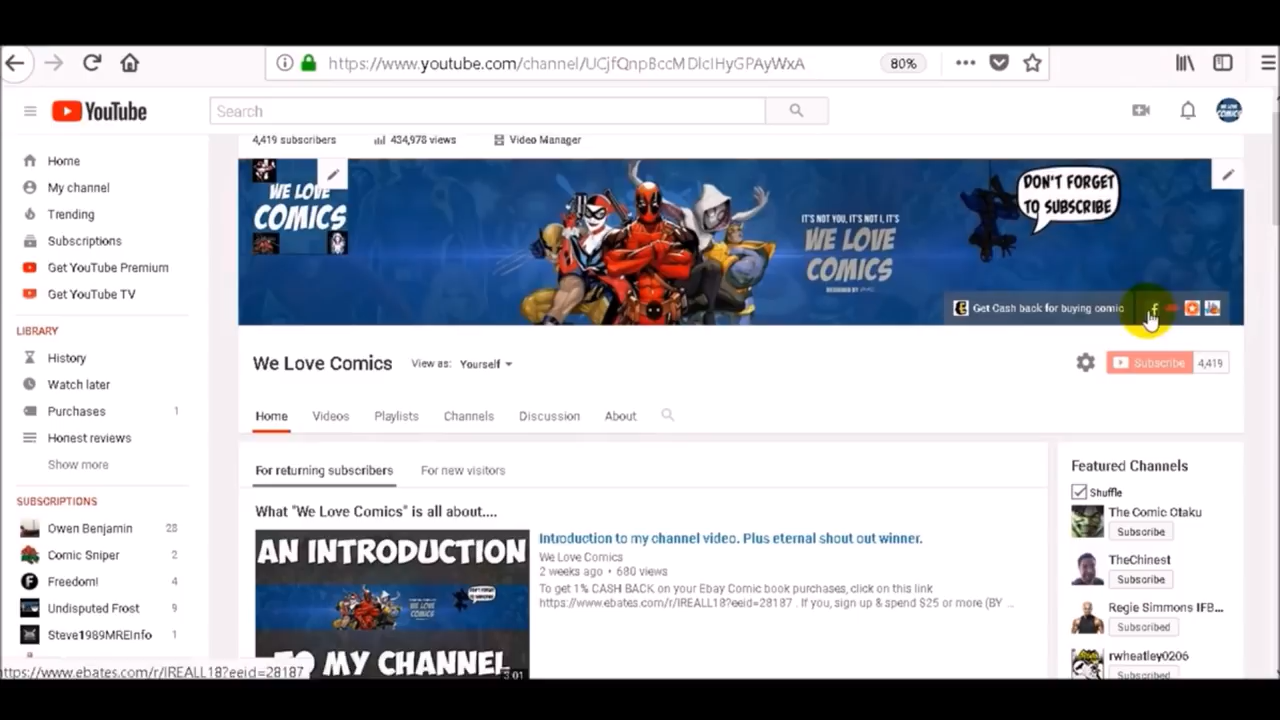 https://www.youtube.com/channel/UCjfQnpBccMDlcIHyGPAyWxA
80%
YouTube
Search
WE LOVE COMICS
4,419 subscribers
434,978 views
Video Manager
Home
My channel
Trending
Subscriptions
Get YouTube Premium
Get YouTube TV
LIBRARY
History
Watch later
Purchases 1
Honest reviews
Show more
SUBSCRIPTIONS
Owen Benjamin 28
Comic Sniper 2
Freedom! 4
Undisputed Frost 9
Steve1989MREInfo 1
WE LOVE
COMICS
IT'S NOT YOU, IT'S NOT I, IT'S
WE LOVE
COMICS
DESIGNED BY
DON'T FORGET
TO SUBSCRIBE
Get Cash back for buying comic
We Love Comics
View as: Yourself
Subscribe 4,419
Home
Videos
Playlists
Channels
Discussion
About
For returning subscribers
For new visitors
What "We Love Comics" is all about....
AN INTRODUCTION
TO MY CHANNEL
3:01
Introduction to my channel video. Plus eternal shout out winner.
We Love Comics
2 weeks ago • 680 views
To get 1% CASH BACK on your Ebay Comic book purchases, click on this link
https://www.ebates.com/r/IREALL18?eeid=28187 . If you, sign up & spend $25 or more (BY ...
Featured Channels
Shuffle
The Comic Otaku
Subscribe
TheChinest
Subscribe
Regie Simmons IFB...
Subscribed
rwheatley0206
Subscribed
https://www.ebates.com/r/IREALL18?eeid=28187